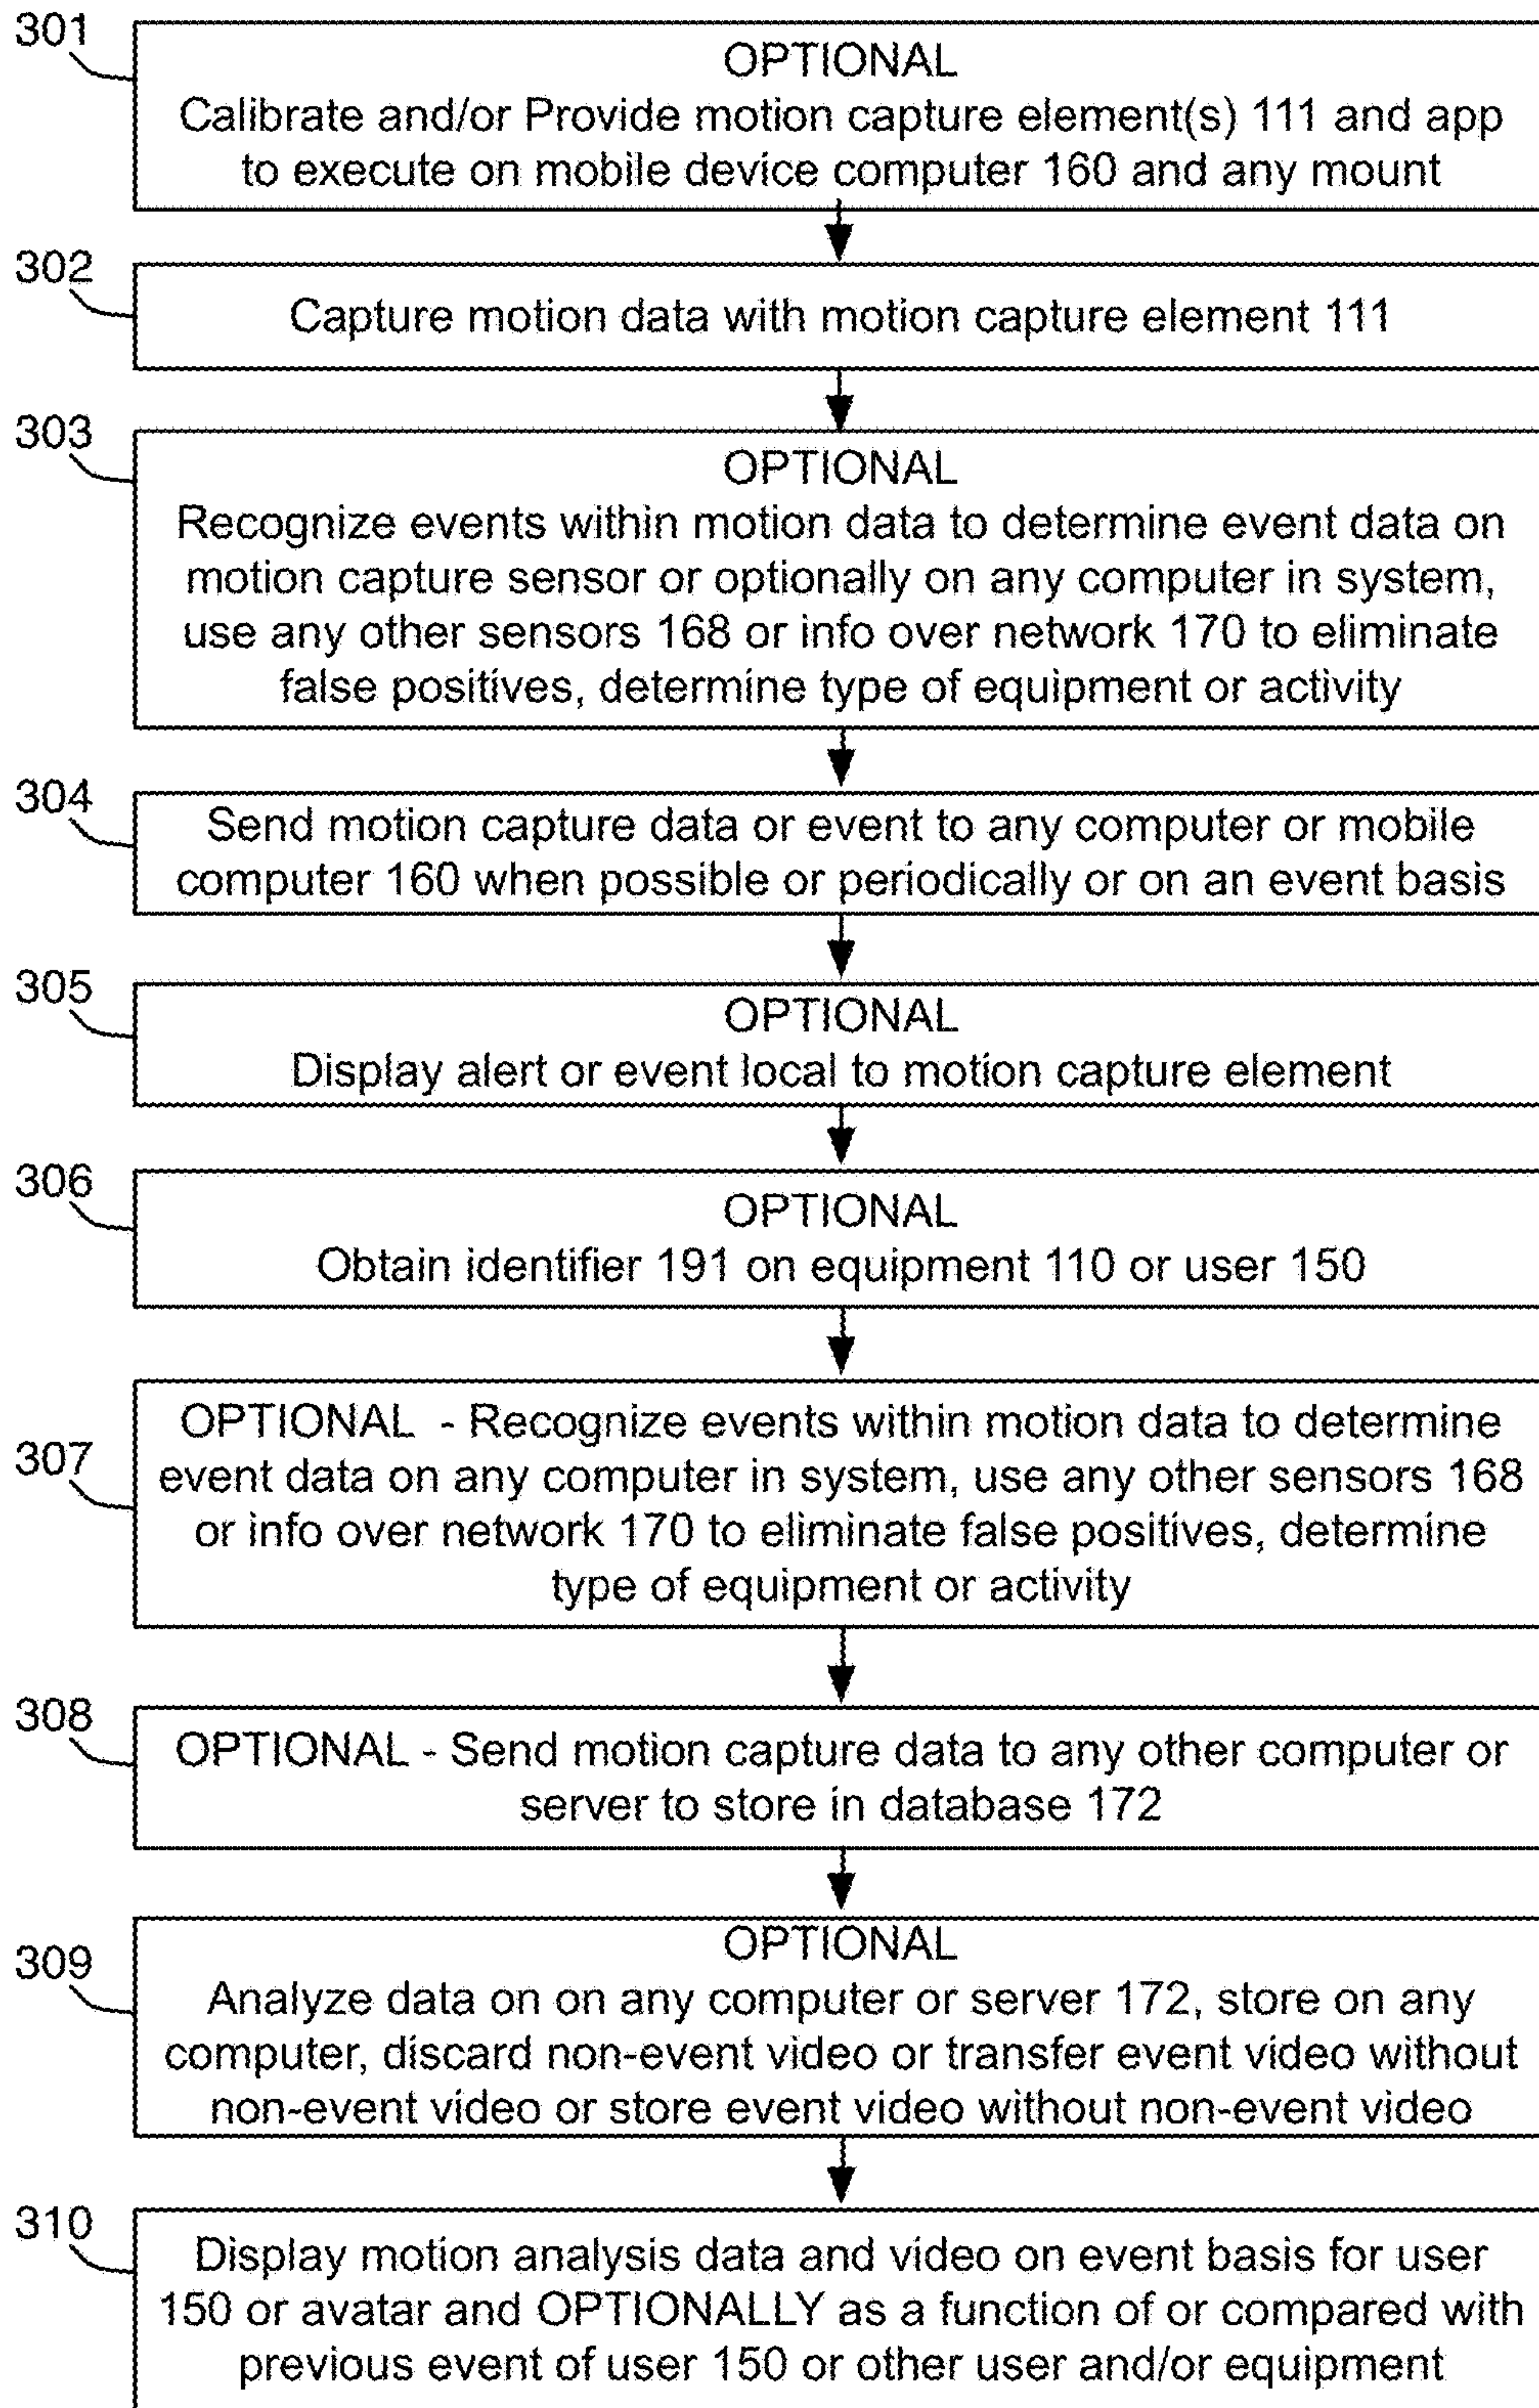 301
OPTIONAL
Calibrate and/or Provide motion capture element(s) 111 and app
to execute on mobile device computer 160 and any mount
302
Capture motion data with motion capture element 111
303
OPTIONAL
Recognize events within motion data to determine event data on
motion capture sensor or optionally on any computer in system,
use any other sensors 168 or info over network 170 to eliminate
false positives, determine type of equipment or activity
304
Send motion capture data or event to any computer or mobile
computer 160 when possible or periodically or on an event basis
305
OPTIONAL
Display alert or event local to motion capture element
306
OPTIONAL
Obtain identifier 191 on equipment 110 or user 150
307
OPTIONAL - Recognize events within motion data to determine
event data on any computer in system, use any other sensors 168
or info over network 170 to eliminate false positives, determine
type of equipment or activity
308
OPTIONAL - Send motion capture data to any other computer or
server to store in database 172
309
OPTIONAL
Analyze data on on any computer or server 172, store on any
computer, discard non-event video or transfer event video without
non-event video or store event video without non-event video
310
Display motion analysis data and video on event basis for user
150 or avatar and OPTIONALLY as a function of or compared with
previous event of user 150 or other user and/or equipment